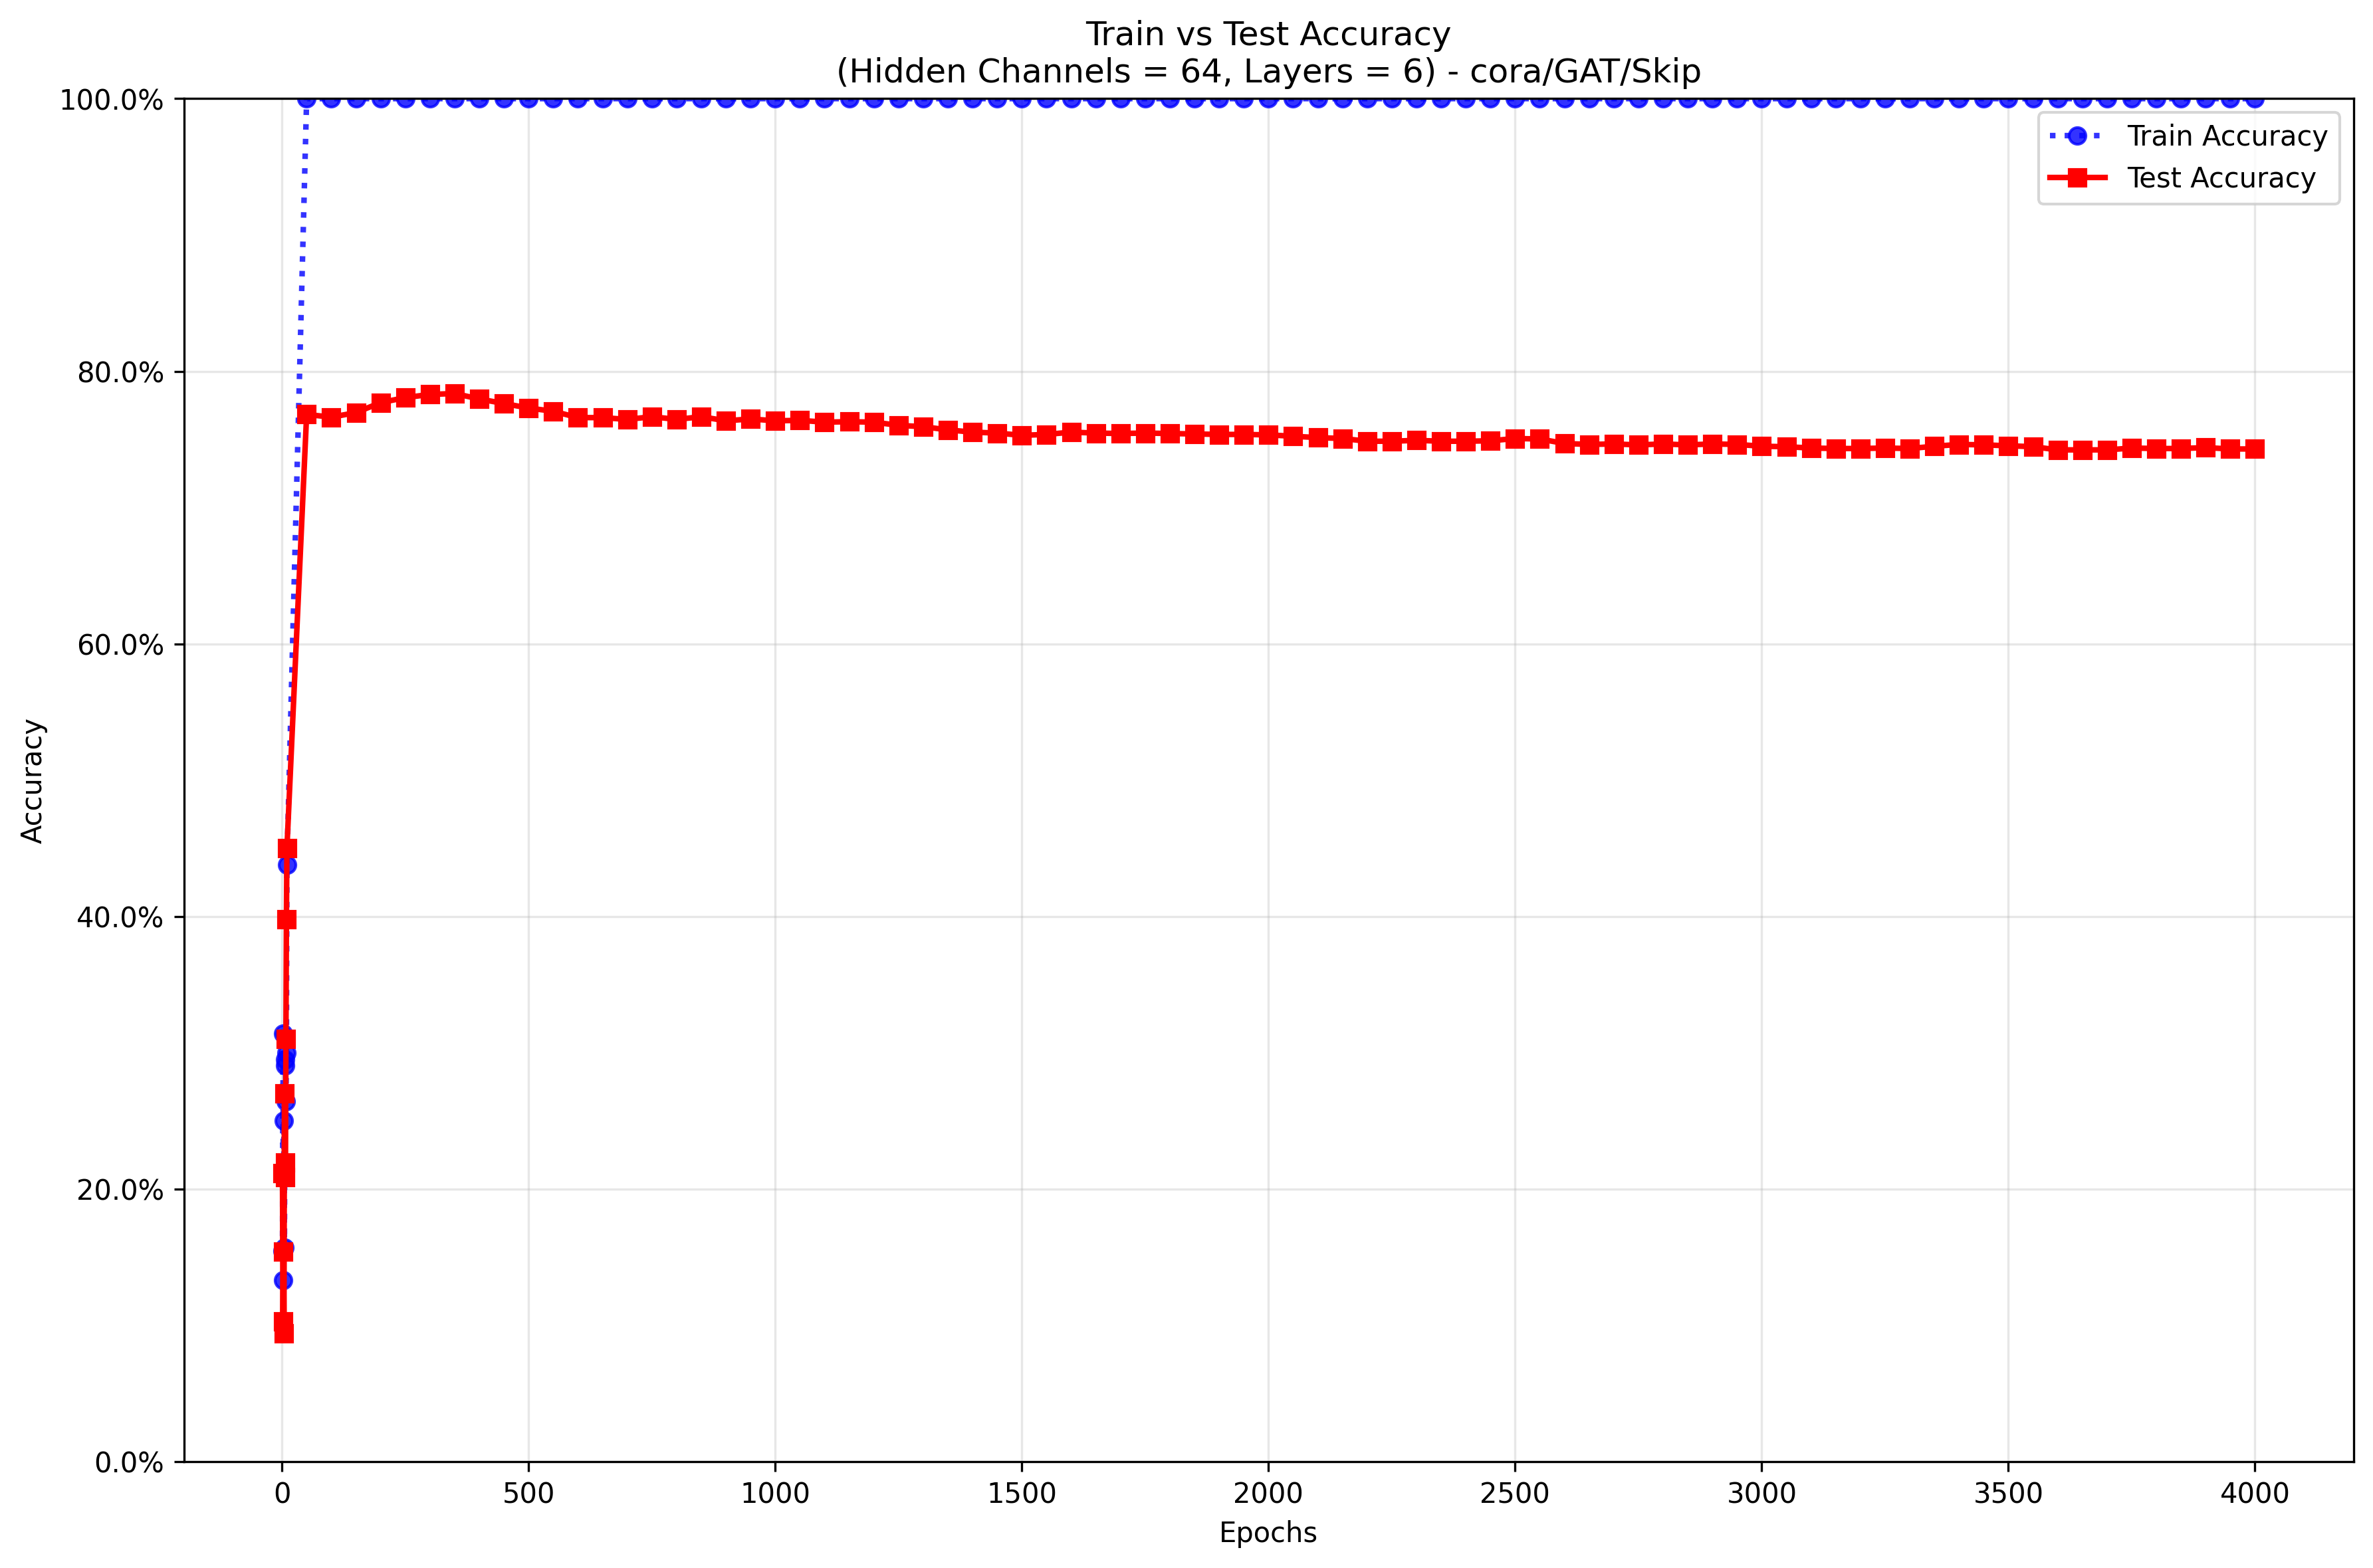 Train vs Test Accuracy
(Hidden Channels = 64, Layers = 6) - cora/GAT/Skip
100.0%
80.0%
60.0%
40.0%
20.0%
0.0%
Accuracy
Train Accuracy
Test Accuracy
0
500
1000
1500
2000
2500
3000
3500
4000
Epochs